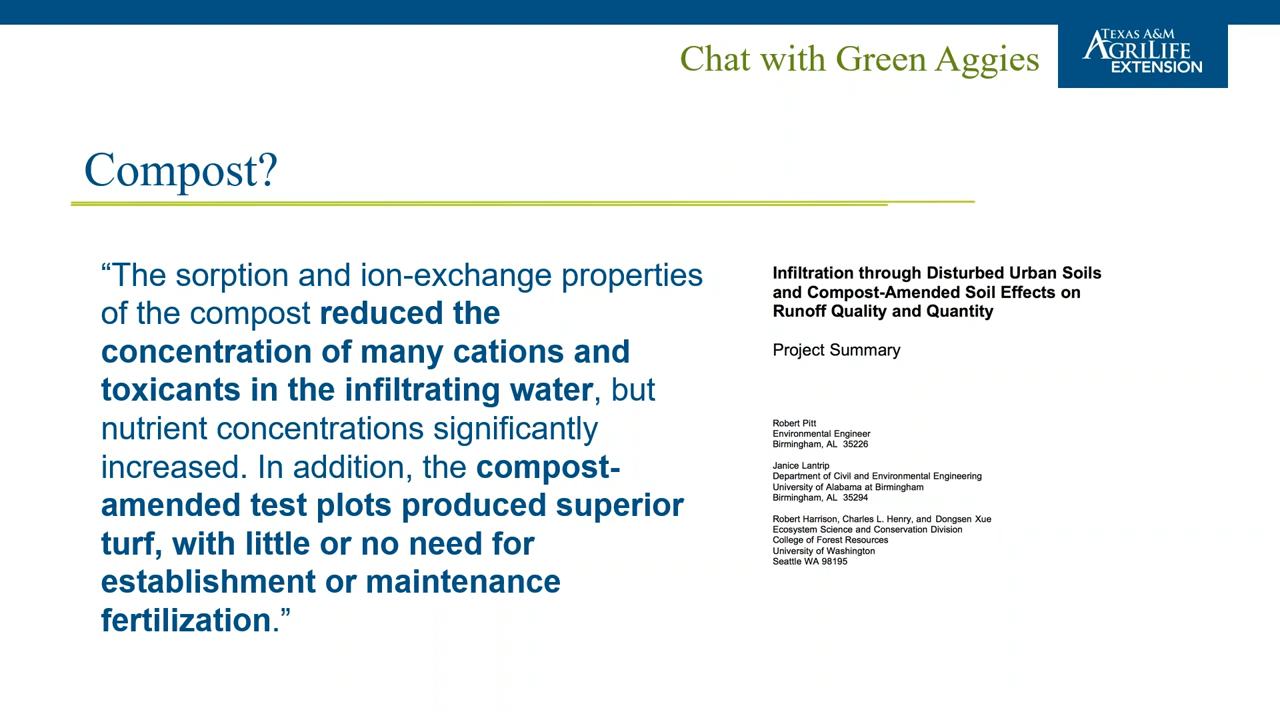 Chat with Green Aggies
TEXAS A&M
AGRILIFE
EXTENSION
Compost?
“The sorption and ion-exchange properties
of the compost reduced the
concentration of many cations and
toxicants in the infiltrating water, but
nutrient concentrations significantly
increased. In addition, the compost-
amended test plots produced superior
turf, with little or no need for
establishment or maintenance
fertilization.”
Infiltration through Disturbed Urban Soils
and Compost-Amended Soil Effects on
Runoff Quality and Quantity
Project Summary
Robert Pitt
Environmental Engineer
Birmingham, AL 35226
Janice Lantrip
Department of Civil and Environmental Engineering
University of Alabama at Birmingham
Birmingham, AL 35294
Robert Harrison, Charles L. Henry, and Dongsen Xue
Ecosystem Science and Conservation Division
College of Forest Resources
University of Washington
Seattle WA 98195